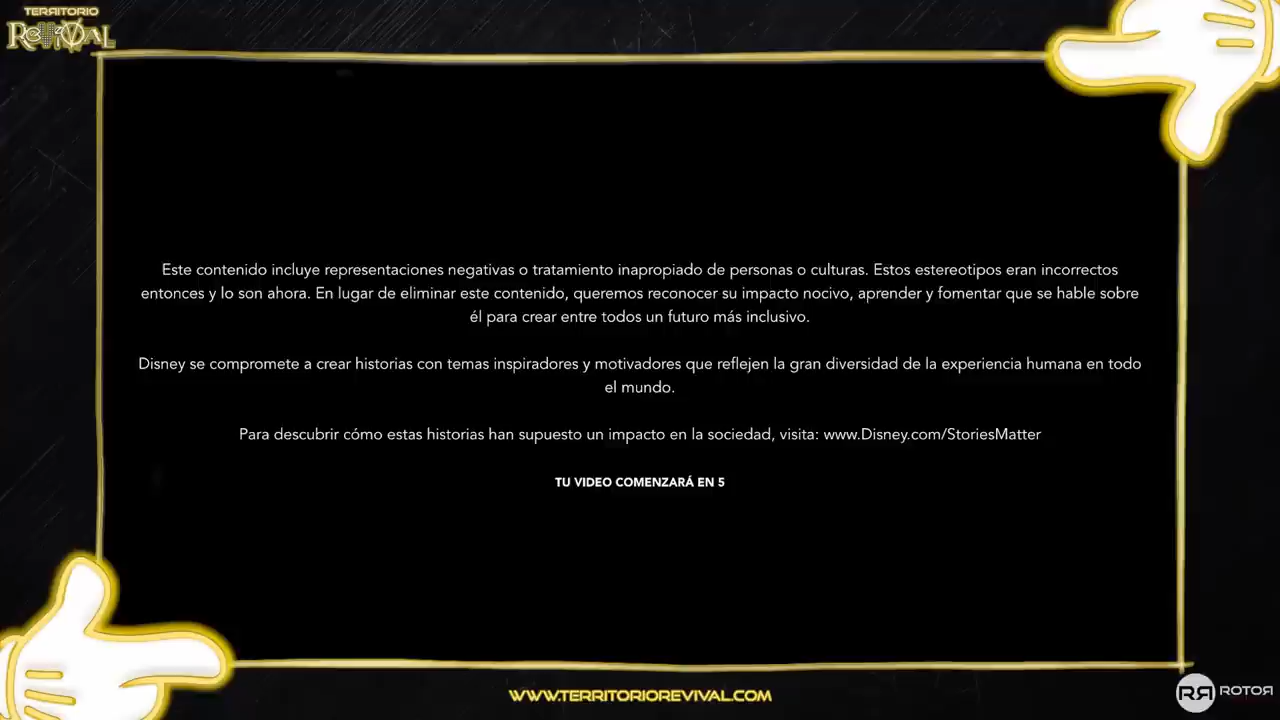 TERRITORIO
REVIVAL
Este contenido incluye representaciones negativas o tratamiento inapropiado de personas o culturas. Estos estereotipos eran incorrectos
entonces y lo son ahora. En lugar de eliminar este contenido, queremos reconocer su impacto nocivo, aprender y fomentar que se hable sobre
él para crear entre todos un futuro más inclusivo.
Disney se compromete a crear historias con temas inspiradores y motivadores que reflejen la gran diversidad de la experiencia humana en todo
el mundo.
Para descubrir cómo estas historias han supuesto un impacto en la sociedad, visita: www.Disney.com/StoriesMatter
TU VIDEO COMENZARÁ EN 5
WWW.TERRITORIOREVIVAL.COM
RR ROTOR